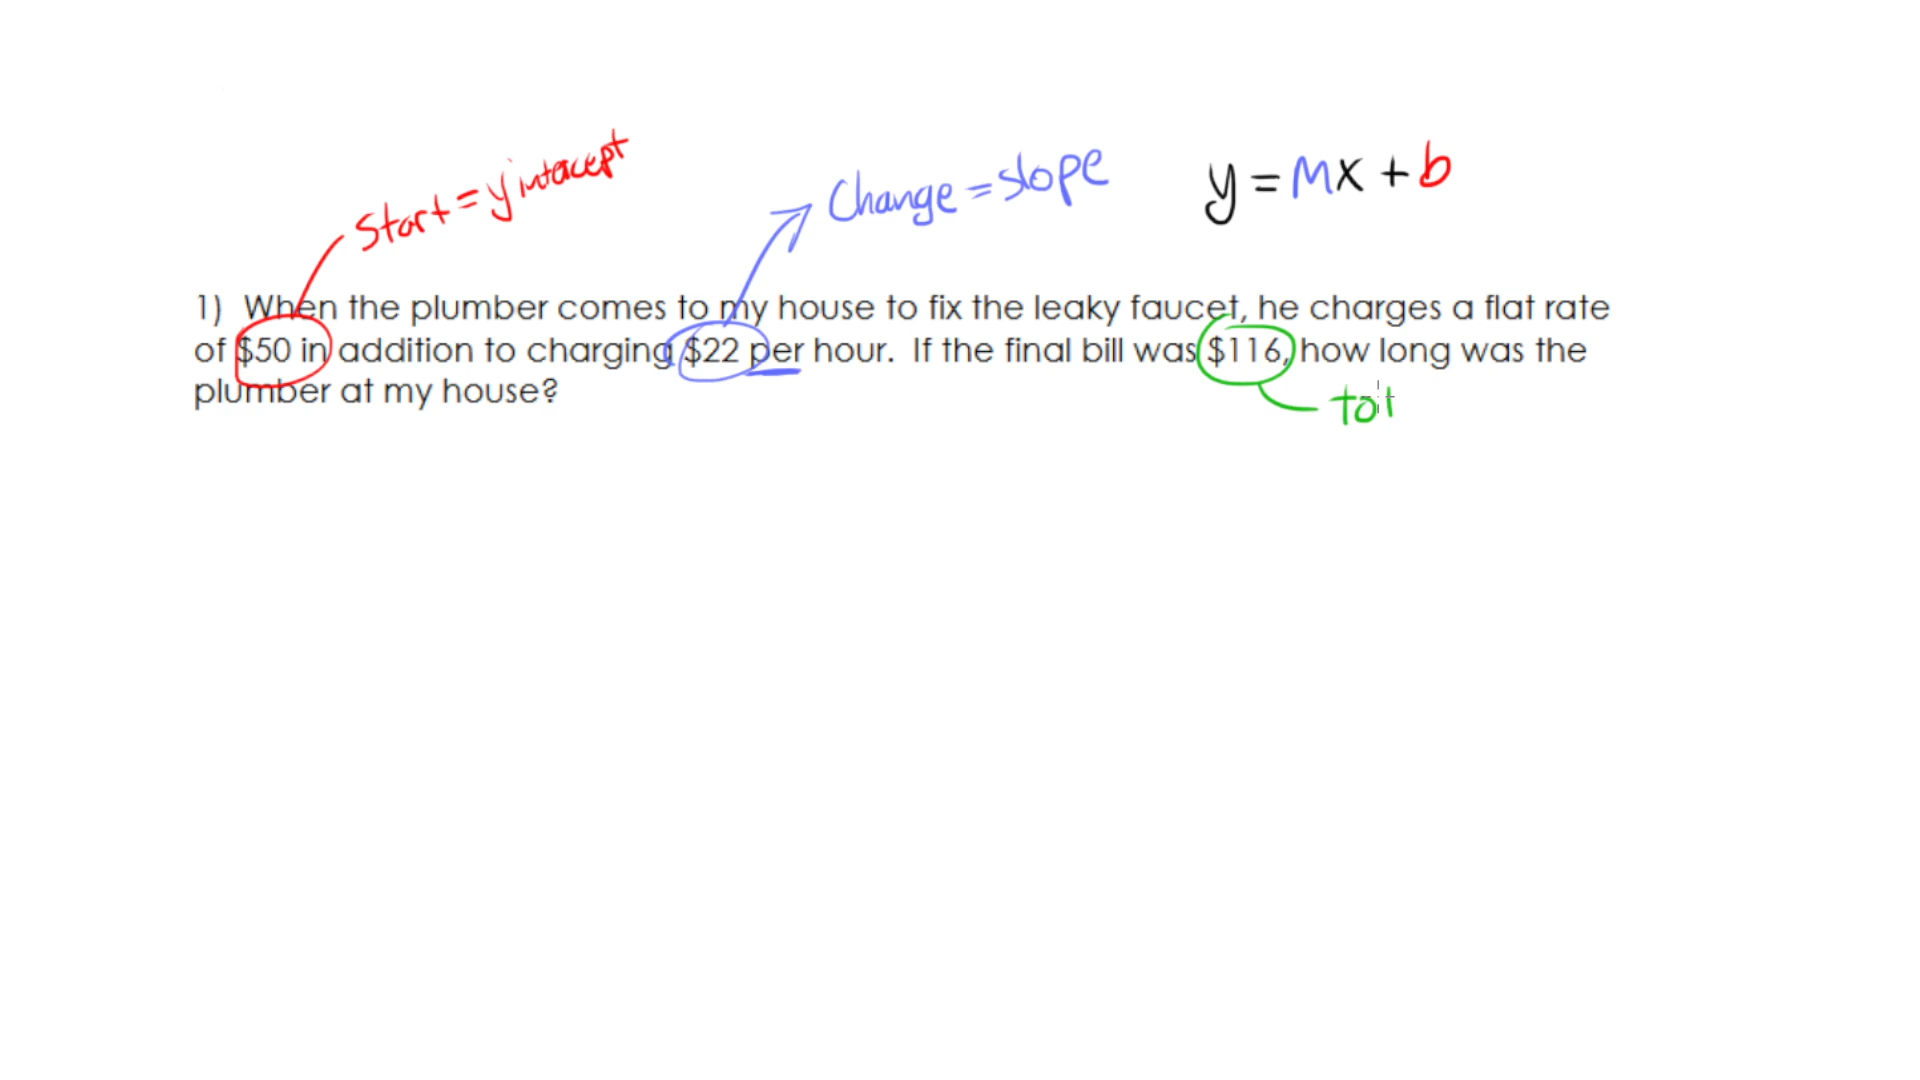 Start = y intercept
Change = slope
y = mx + b
1) When the plumber comes to my house to fix the leaky faucet, he charges a flat rate
of $50 in addition to charging $22 per hour. If the final bill was $116, how long was the
plumber at my house?
tot